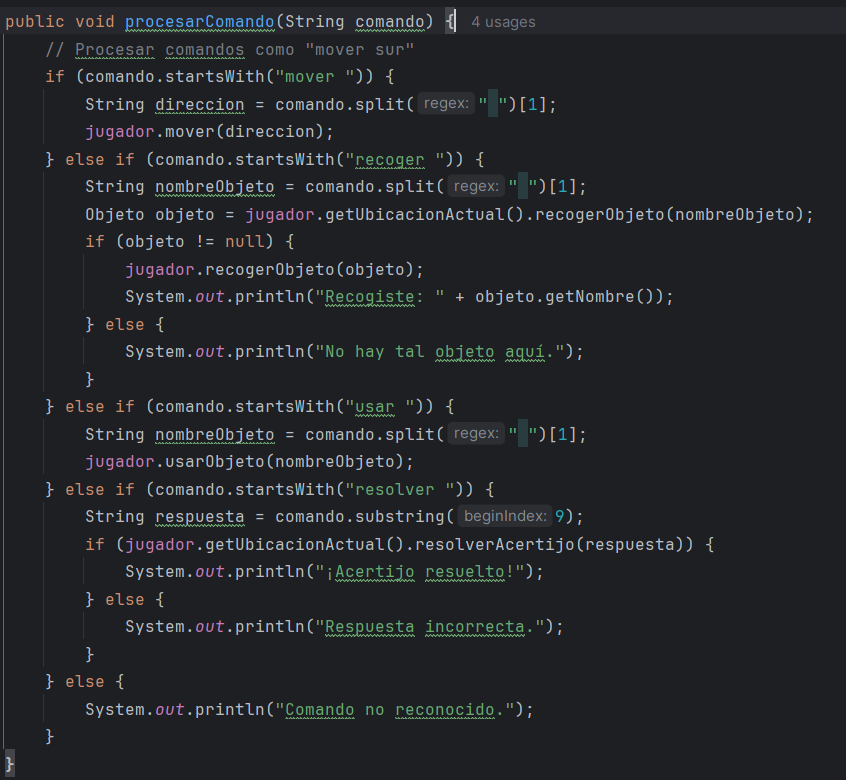 public void procesarComando(String comando) { 4 usages
// Procesar comandos como "mover sur"
if (comando.startsWith("mover ")) {
String direccion = comando.split( regex: " ")[1];
jugador.mover(direccion);
} else if (comando.startsWith("recoger ")) {
String nombreObjeto = comando.split( regex: " ")[1];
Objeto objeto = jugador.getUbicacionActual().recogerObjeto(nombreObjeto);
if (objeto != null) {
jugador.recogerObjeto(objeto);
System.out.println("Recogiste: " + objeto.getNombre());
} else {
System.out.println("No hay tal objeto aquí.");
}
} else if (comando.startsWith("usar ")) {
String nombreObjeto = comando.split( regex: " ")[1];
jugador.usarObjeto(nombreObjeto);
} else if (comando.startsWith("resolver ")) {
String respuesta = comando.substring( beginIndex: 9);
if (jugador.getUbicacionActual().resolverAcertijo(respuesta)) {
System.out.println("¡Acertijo resuelto!");
} else {
System.out.println("Respuesta incorrecta.");
}
} else {
System.out.println("Comando no reconocido.");
}
}